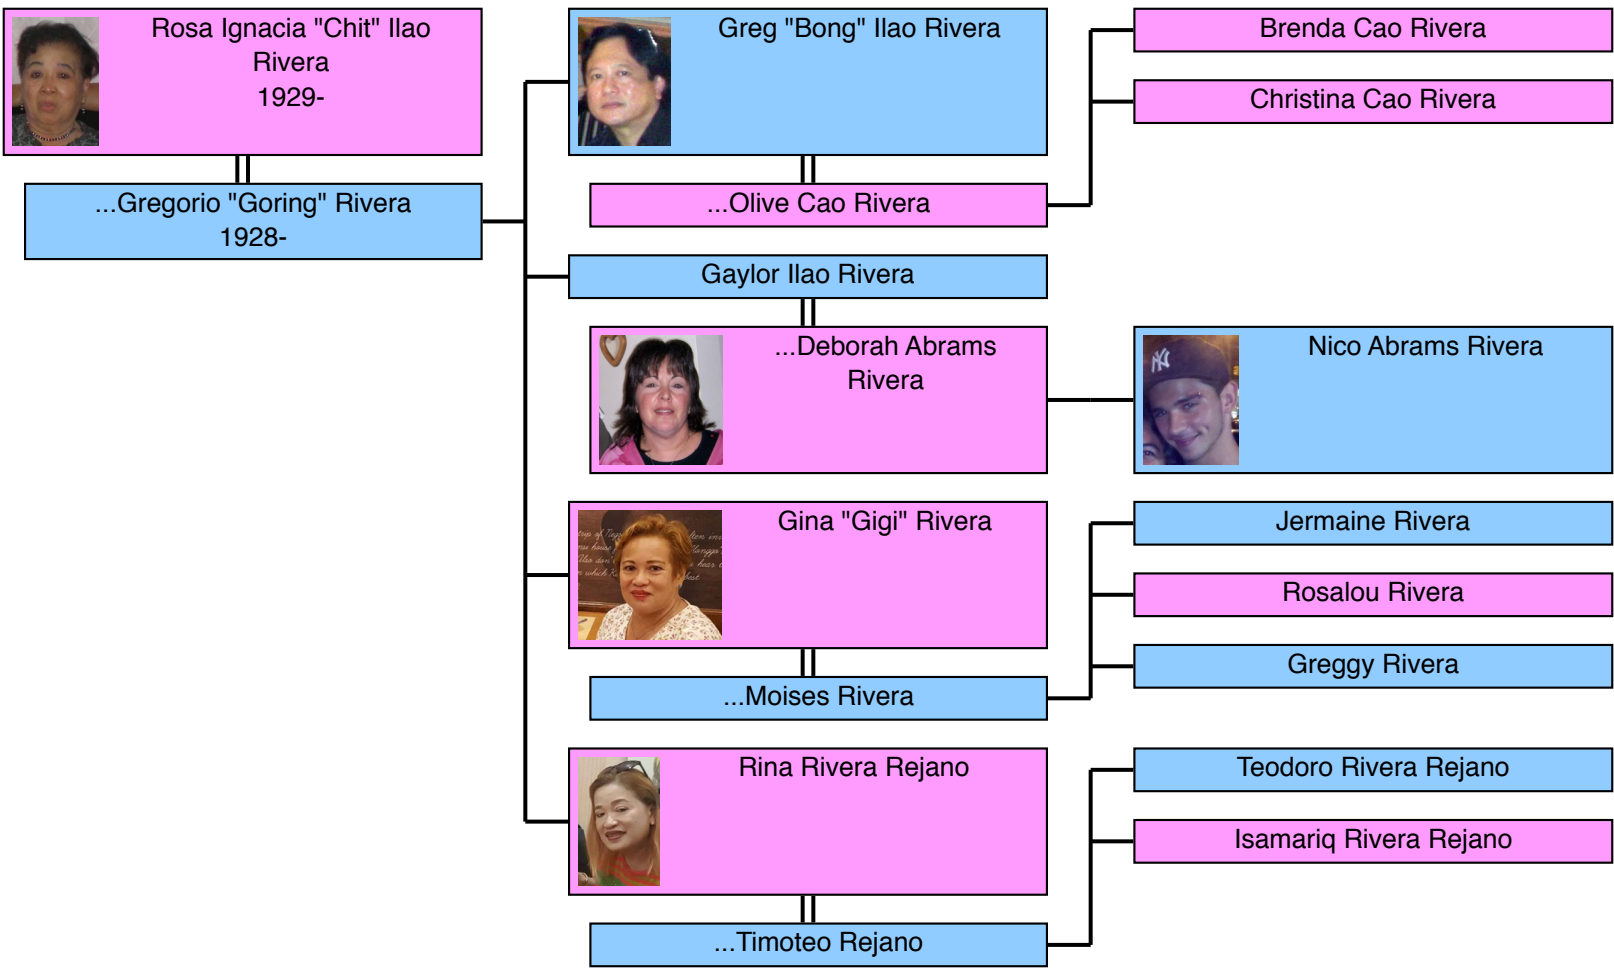 Rosa Ignacia "Chit" Ilao
Rivera
1929-
...Gregorio "Goring" Rivera
1928-
Greg "Bong" Ilao Rivera
...Olive Cao Rivera
Brenda Cao Rivera
Christina Cao Rivera
Gaylor Ilao Rivera
...Deborah Abrams
Rivera
Nico Abrams Rivera
Gina "Gigi" Rivera
...Moises Rivera
Jermaine Rivera
Rosalou Rivera
Greggy Rivera
Rina Rivera Rejano
...Timoteo Rejano
Teodoro Rivera Rejano
Isamariq Rivera Rejano